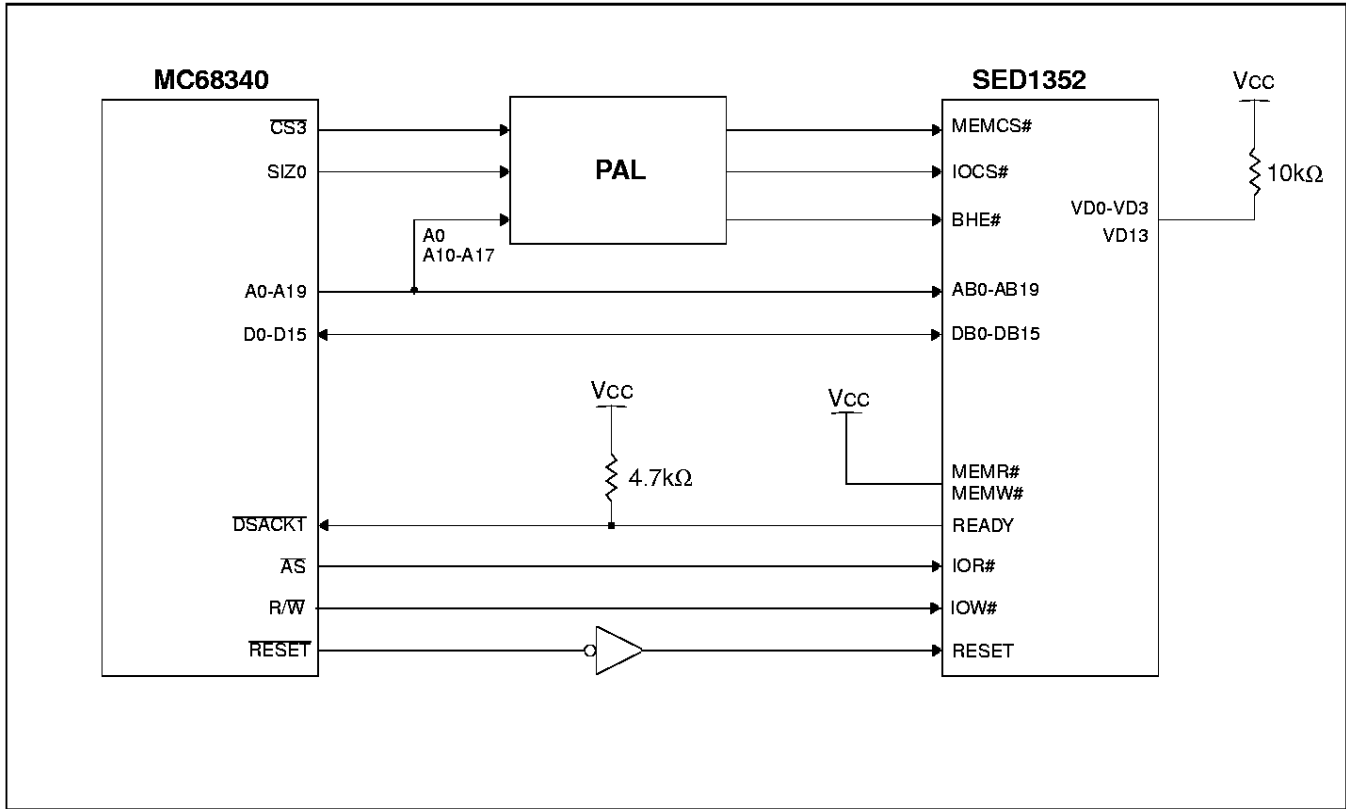 MC68340
SED1352
VCC
CS3
MEMCS#
SIZ0
PAL
IOCS#
10kΩ
BHE#
VD0-VD3
VD13
A0
A10-A17
A0-A19
AB0-AB19
D0-D15
DB0-DB15
VCC
VCC
4.7kΩ
MEMR#
MEMW#
DSACK1
READY
AS
IOR#
R/W
IOW#
RESET
RESET